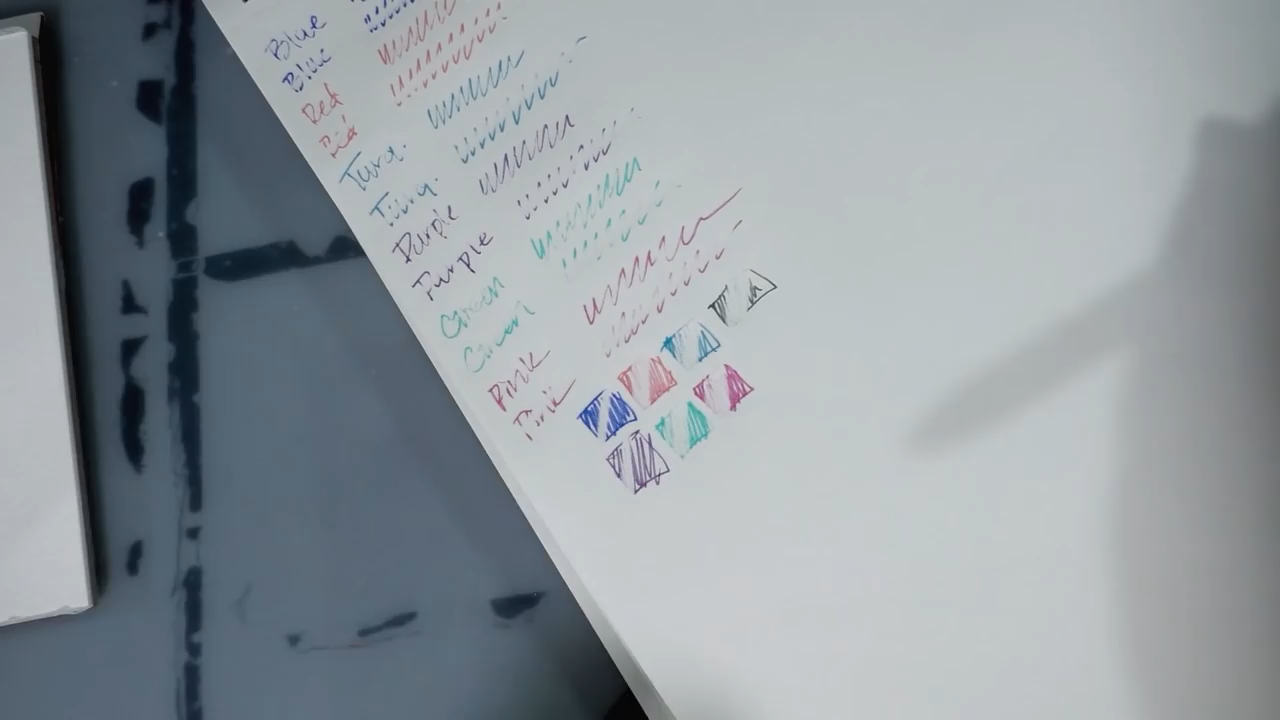 Blue
Blue
Red
Red
Turq.
Turq.
Purple
Purple
Green
Green
Pink
Pink